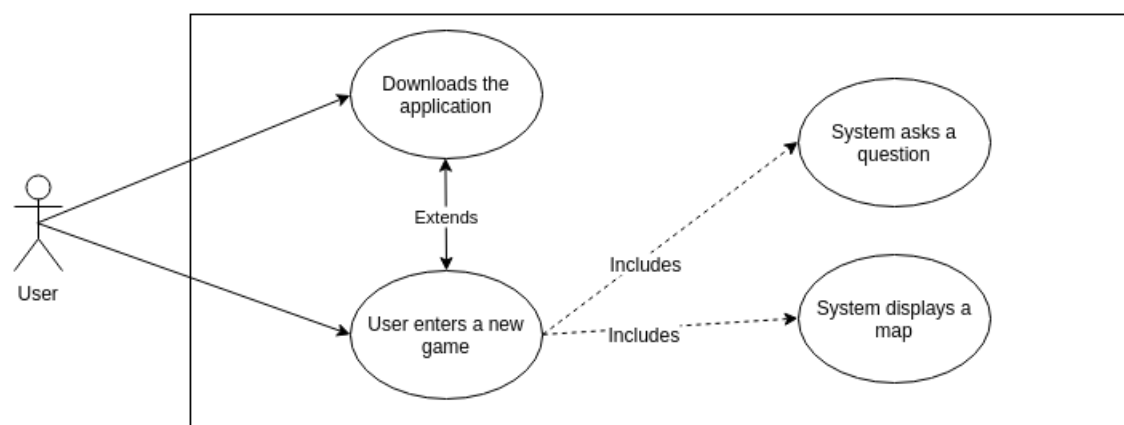 Downloads the
application
System asks a
question
Extends
Includes
User
User enters a new
game
Includes
System displays a
map